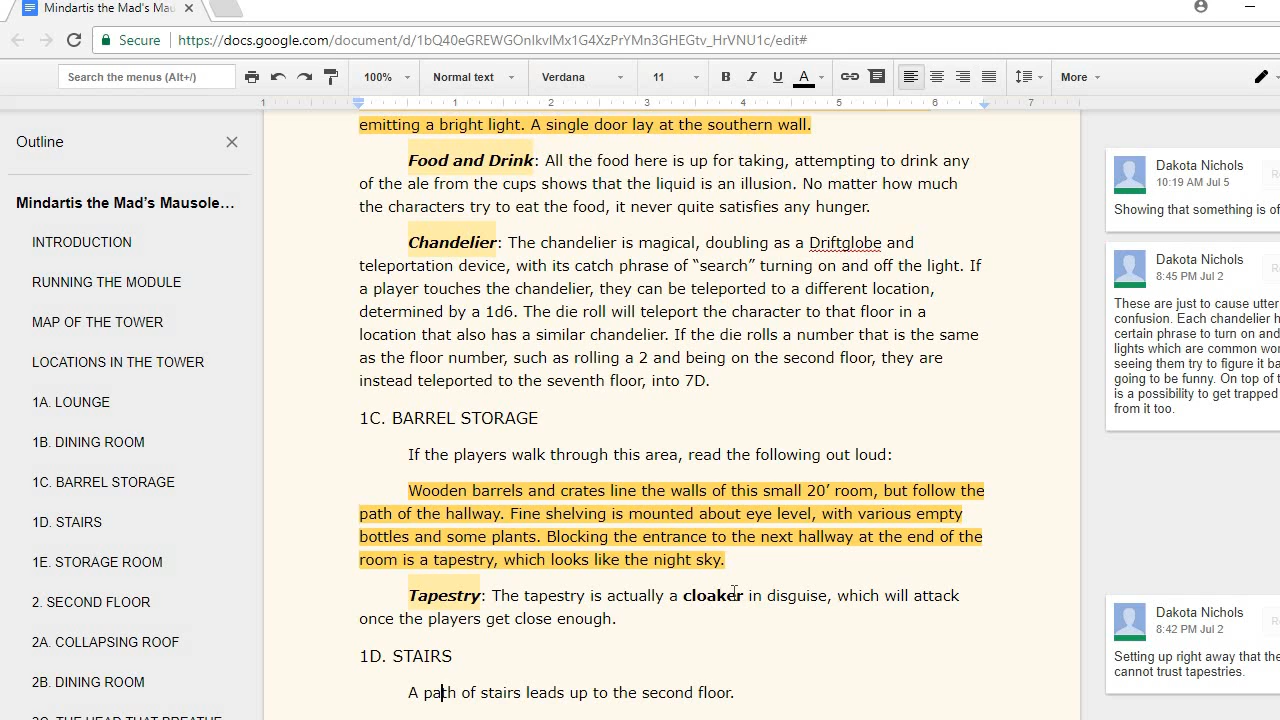 Mindartis the Mad's Mau
Secure
https://docs.google.com/document/d/1bQ40eGREWGOnIkvIMx1G4XzPrYMn3GHEGtv_HrVNU1c/edit#
Search the menus (Alt+/)
100%
Normal text
Verdana
11
B I U A
More
1 1 2 3 4 5 6 7
Outline
Mindartis the Mad's Mausole...
INTRODUCTION
RUNNING THE MODULE
MAP OF THE TOWER
LOCATIONS IN THE TOWER
1A. LOUNGE
1B. DINING ROOM
1C. BARREL STORAGE
1D. STAIRS
1E. STORAGE ROOM
2. SECOND FLOOR
2A. COLLAPSING ROOF
2B. DINING ROOM
2C. THE HEAD THAT BREATHE
emitting a bright light. A single door lay at the southern wall.
Food and Drink: All the food here is up for taking, attempting to drink any
of the ale from the cups shows that the liquid is an illusion. No matter how much
the characters try to eat the food, it never quite satisfies any hunger.
Chandelier: The chandelier is magical, doubling as a Driftglobe and
teleportation device, with its catch phrase of “search” turning on and off the light. If
a player touches the chandelier, they can be teleported to a different location,
determined by a 1d6. The die roll will teleport the character to that floor in a
location that also has a similar chandelier. If the die rolls a number that is the same
as the floor number, such as rolling a 2 and being on the second floor, they are
instead teleported to the seventh floor, into 7D.
1C. BARREL STORAGE
If the players walk through this area, read the following out loud:
Wooden barrels and crates line the walls of this small 20’ room, but follow the
path of the hallway. Fine shelving is mounted about eye level, with various empty
bottles and some plants. Blocking the entrance to the next hallway at the end of the
room is a tapestry, which looks like the night sky.
Tapestry: The tapestry is actually a cloaker in disguise, which will attack
once the players get close enough.
1D. STAIRS
A path of stairs leads up to the second floor.
Dakota Nichols
10:19 AM Jul 5
Showing that something is of
Dakota Nichols
8:45 PM Jul 2
These are just to cause utter
confusion. Each chandelier h
certain phrase to turn on and
lights which are common wor
seeing them try to figure it ba
going to be funny. On top of t
is a possibility to get trapped
from it too.
Dakota Nichols
8:42 PM Jul 2
Setting up right away that the
cannot trust tapestries.